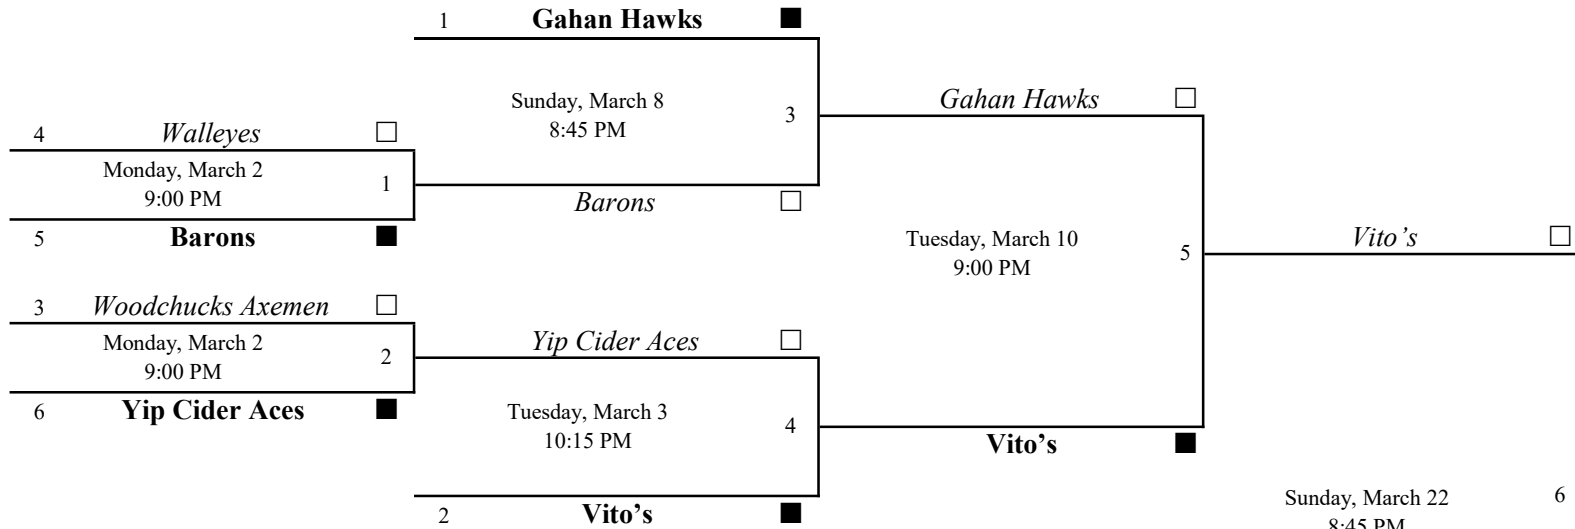 1 Gahan Hawks ■
Sunday, March 8
8:45 PM
3
Gahan Hawks □
4 Walleyes □
Monday, March 2
9:00 PM
1
Barons □
5 Barons ■
Tuesday, March 10
9:00 PM
5
Vito’s □
3 Woodchucks Axemen □
Monday, March 2
9:00 PM
2
Yip Cider Aces □
6 Yip Cider Aces ■
Tuesday, March 3
10:15 PM
4
Vito’s ■
2 Vito’s ■
Sunday, March 22
8:45 PM
6